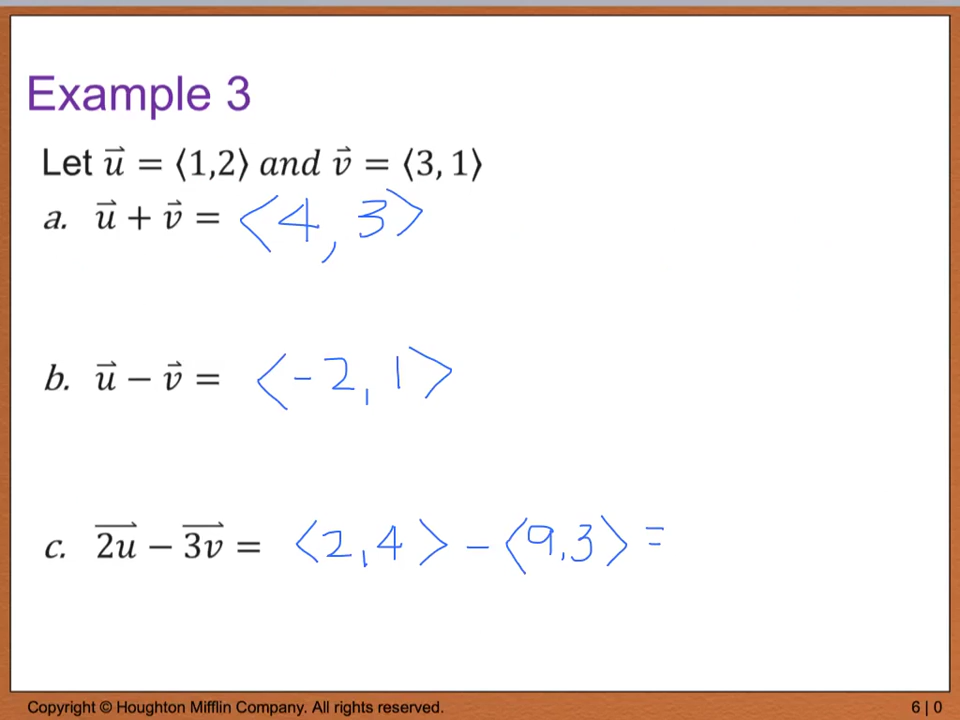 Example 3
Let u⃗ = ⟨1,2⟩ and v⃗ = ⟨3, 1⟩
a. u⃗ + v⃗ = ⟨4, 3⟩
b. u⃗ − v⃗ = ⟨-2, 1⟩
c. 2u⃗ − 3v⃗ = ⟨2,4⟩ − ⟨9,3⟩ =
Copyright © Houghton Mifflin Company. All rights reserved. 6 | 0